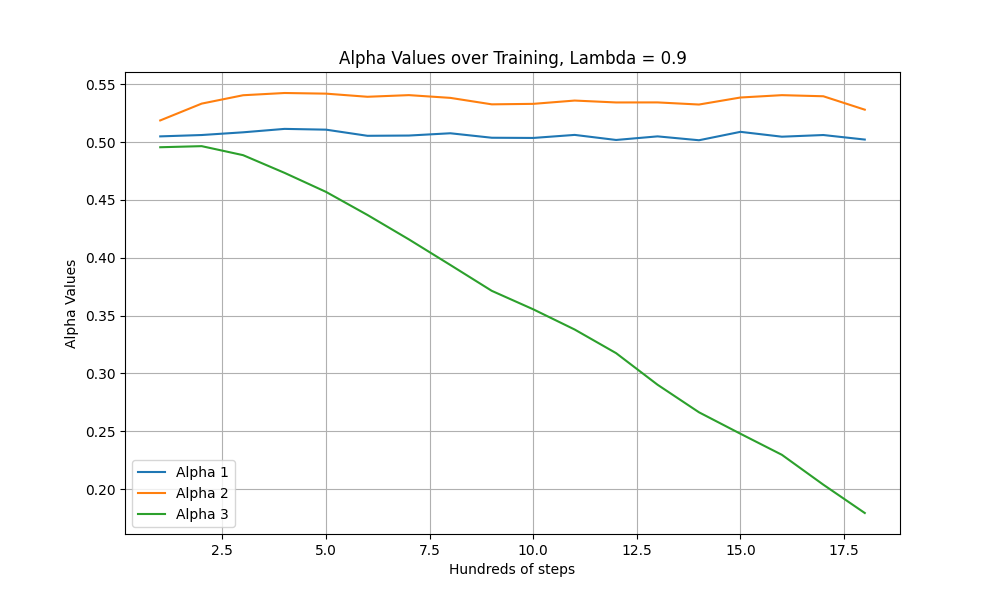 Alpha Values over Training, Lambda = 0.9
0.55
0.50
0.45
0.40
0.35
0.30
0.25
0.20
Alpha Values
Alpha 1
Alpha 2
Alpha 3
2.5 5.0 7.5 10.0 12.5 15.0 17.5
Hundreds of steps